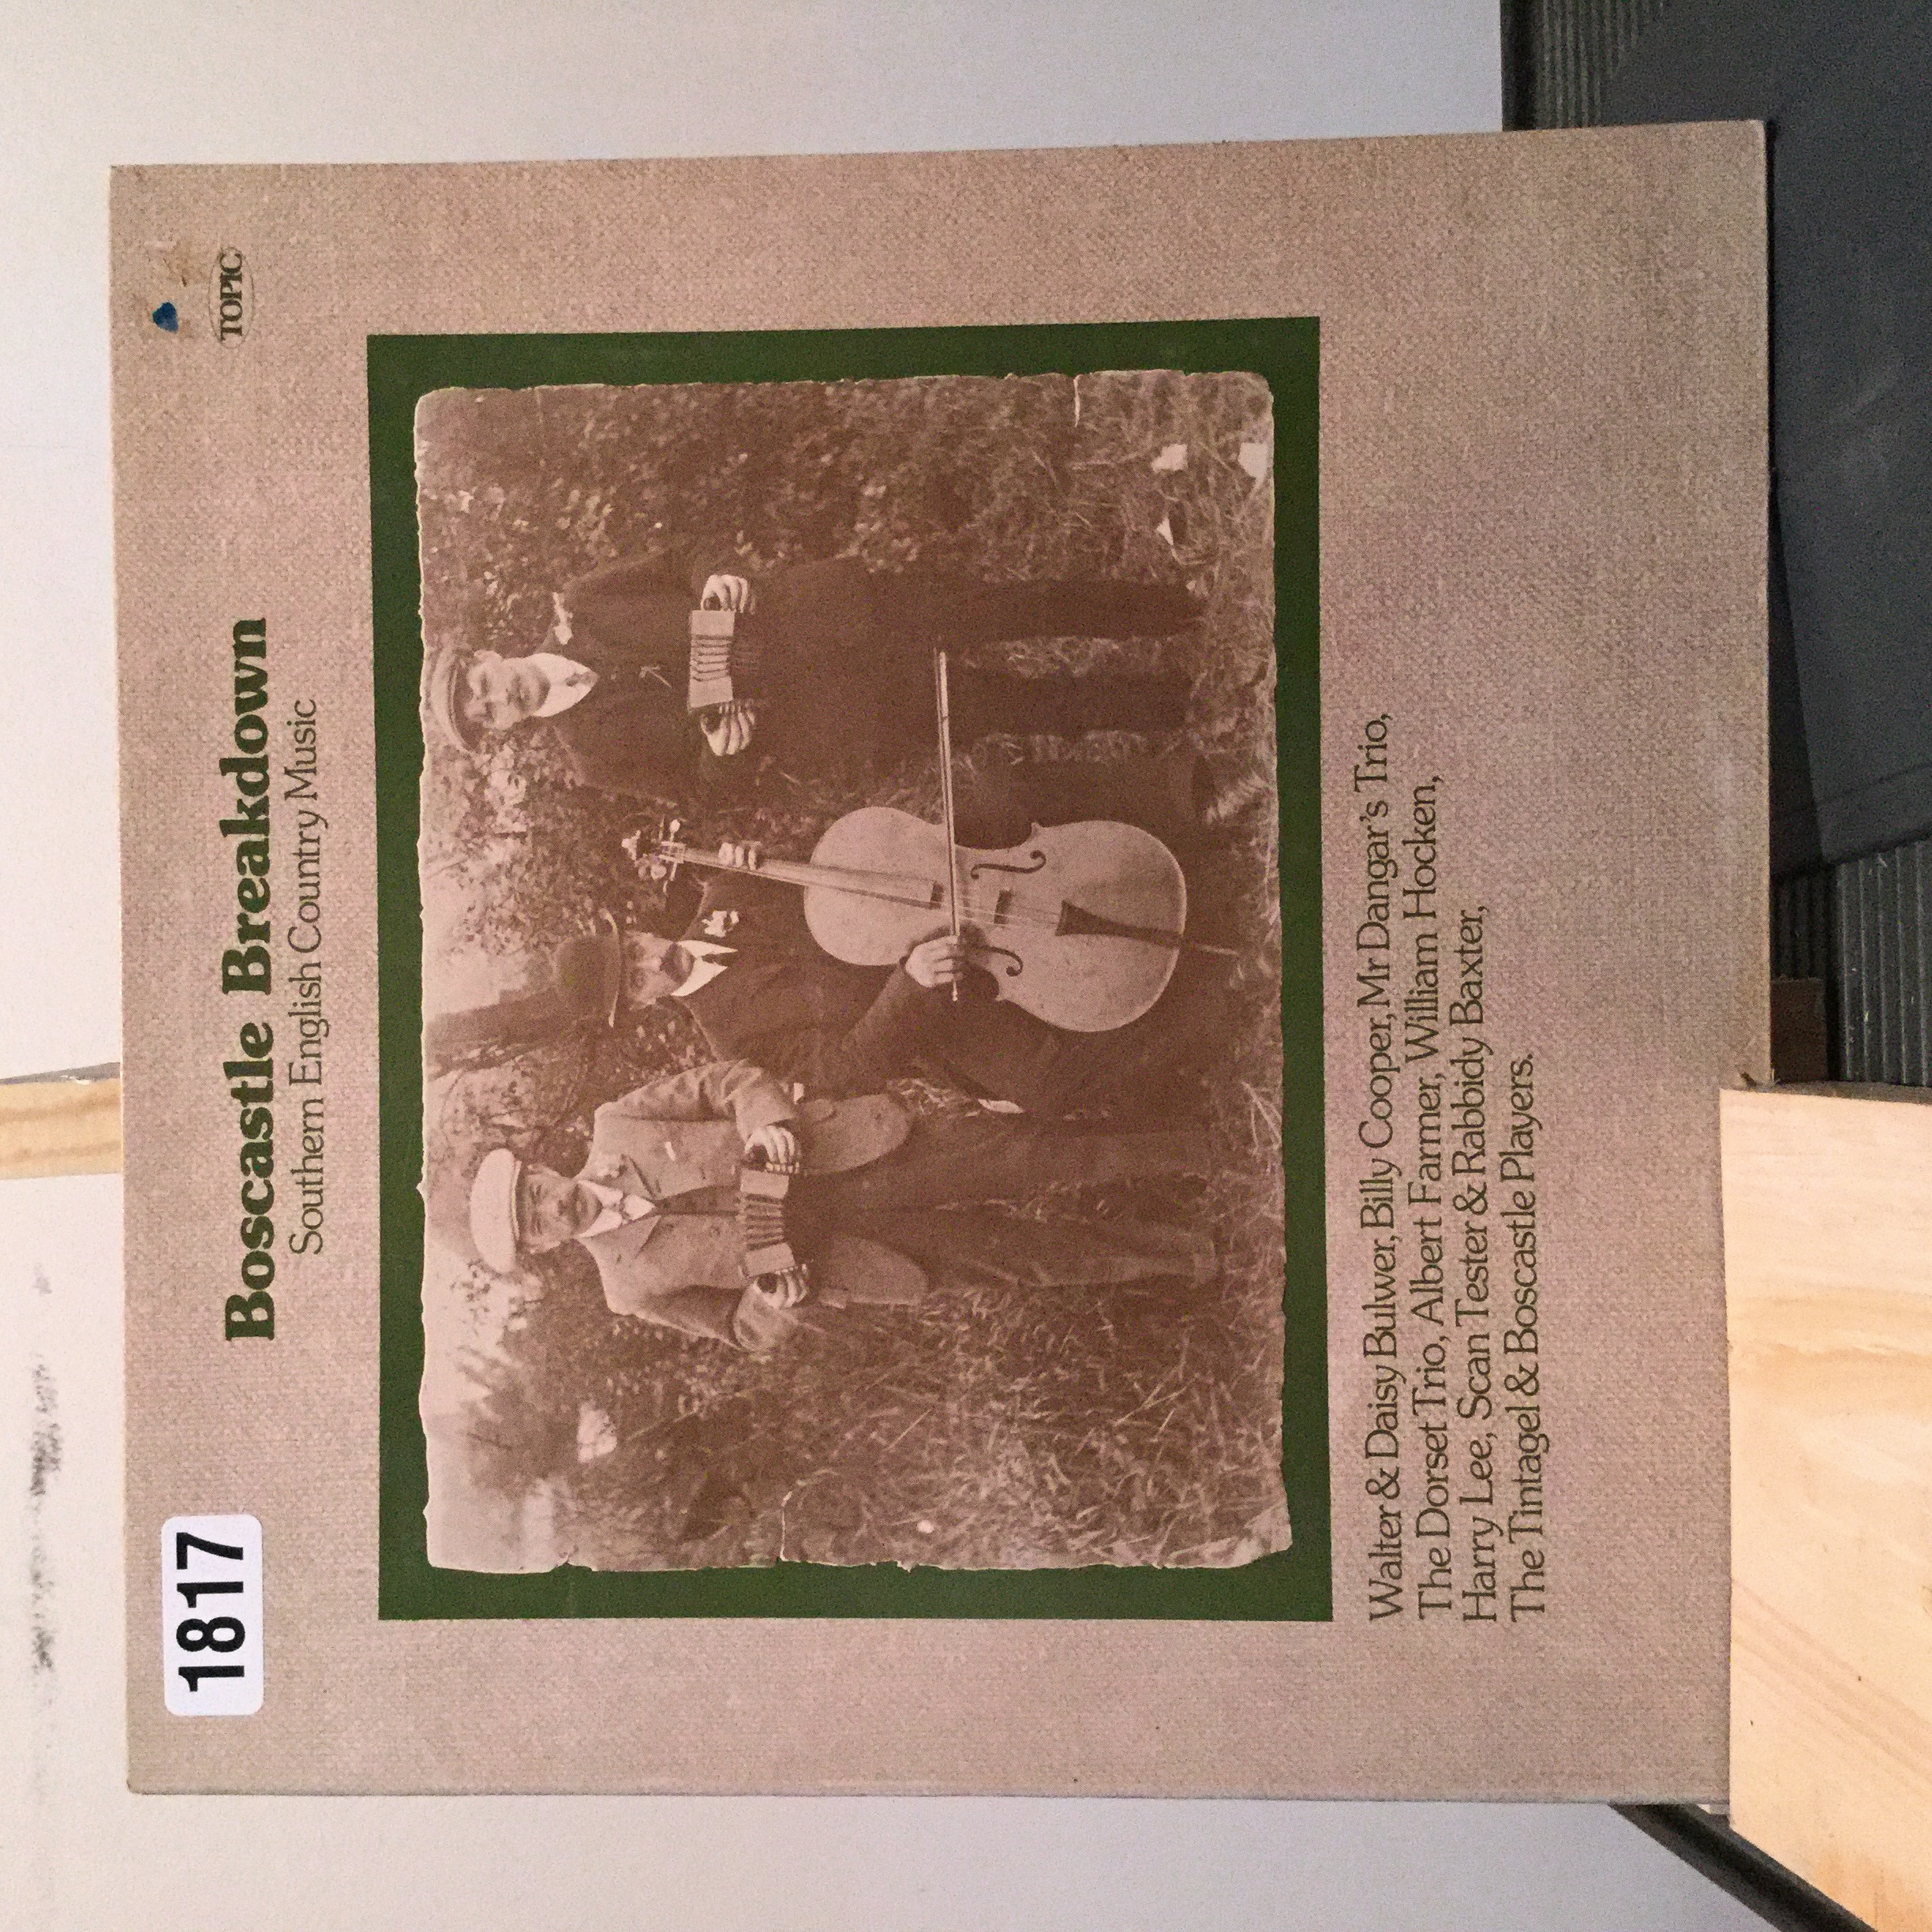 1817
TOPIC
Boscastle Breakdown
Southern English Country Music
Walter & Daisy Bulwer, Billy Cooper, Mr Dangar's Trio,
The Dorset Trio, Albert Farmer, William Hocken,
Harry Lee, Scan Tester & Rabbidy Baxter,
The Tintagel & Boscastle Players.